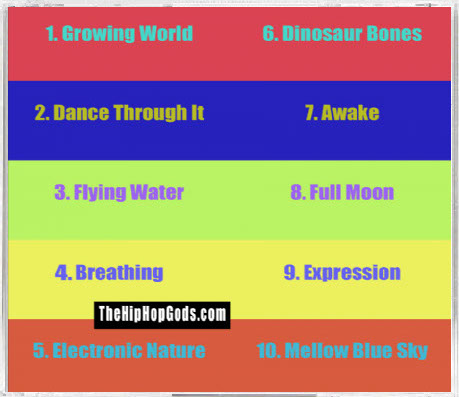 1. Growing World
2. Dance Through It
3. Flying Water
4. Breathing
5. Electronic Nature
6. Dinosaur Bones
7. Awake
8. Full Moon
9. Expression
10. Mellow Blue Sky
TheHipHopGods.com